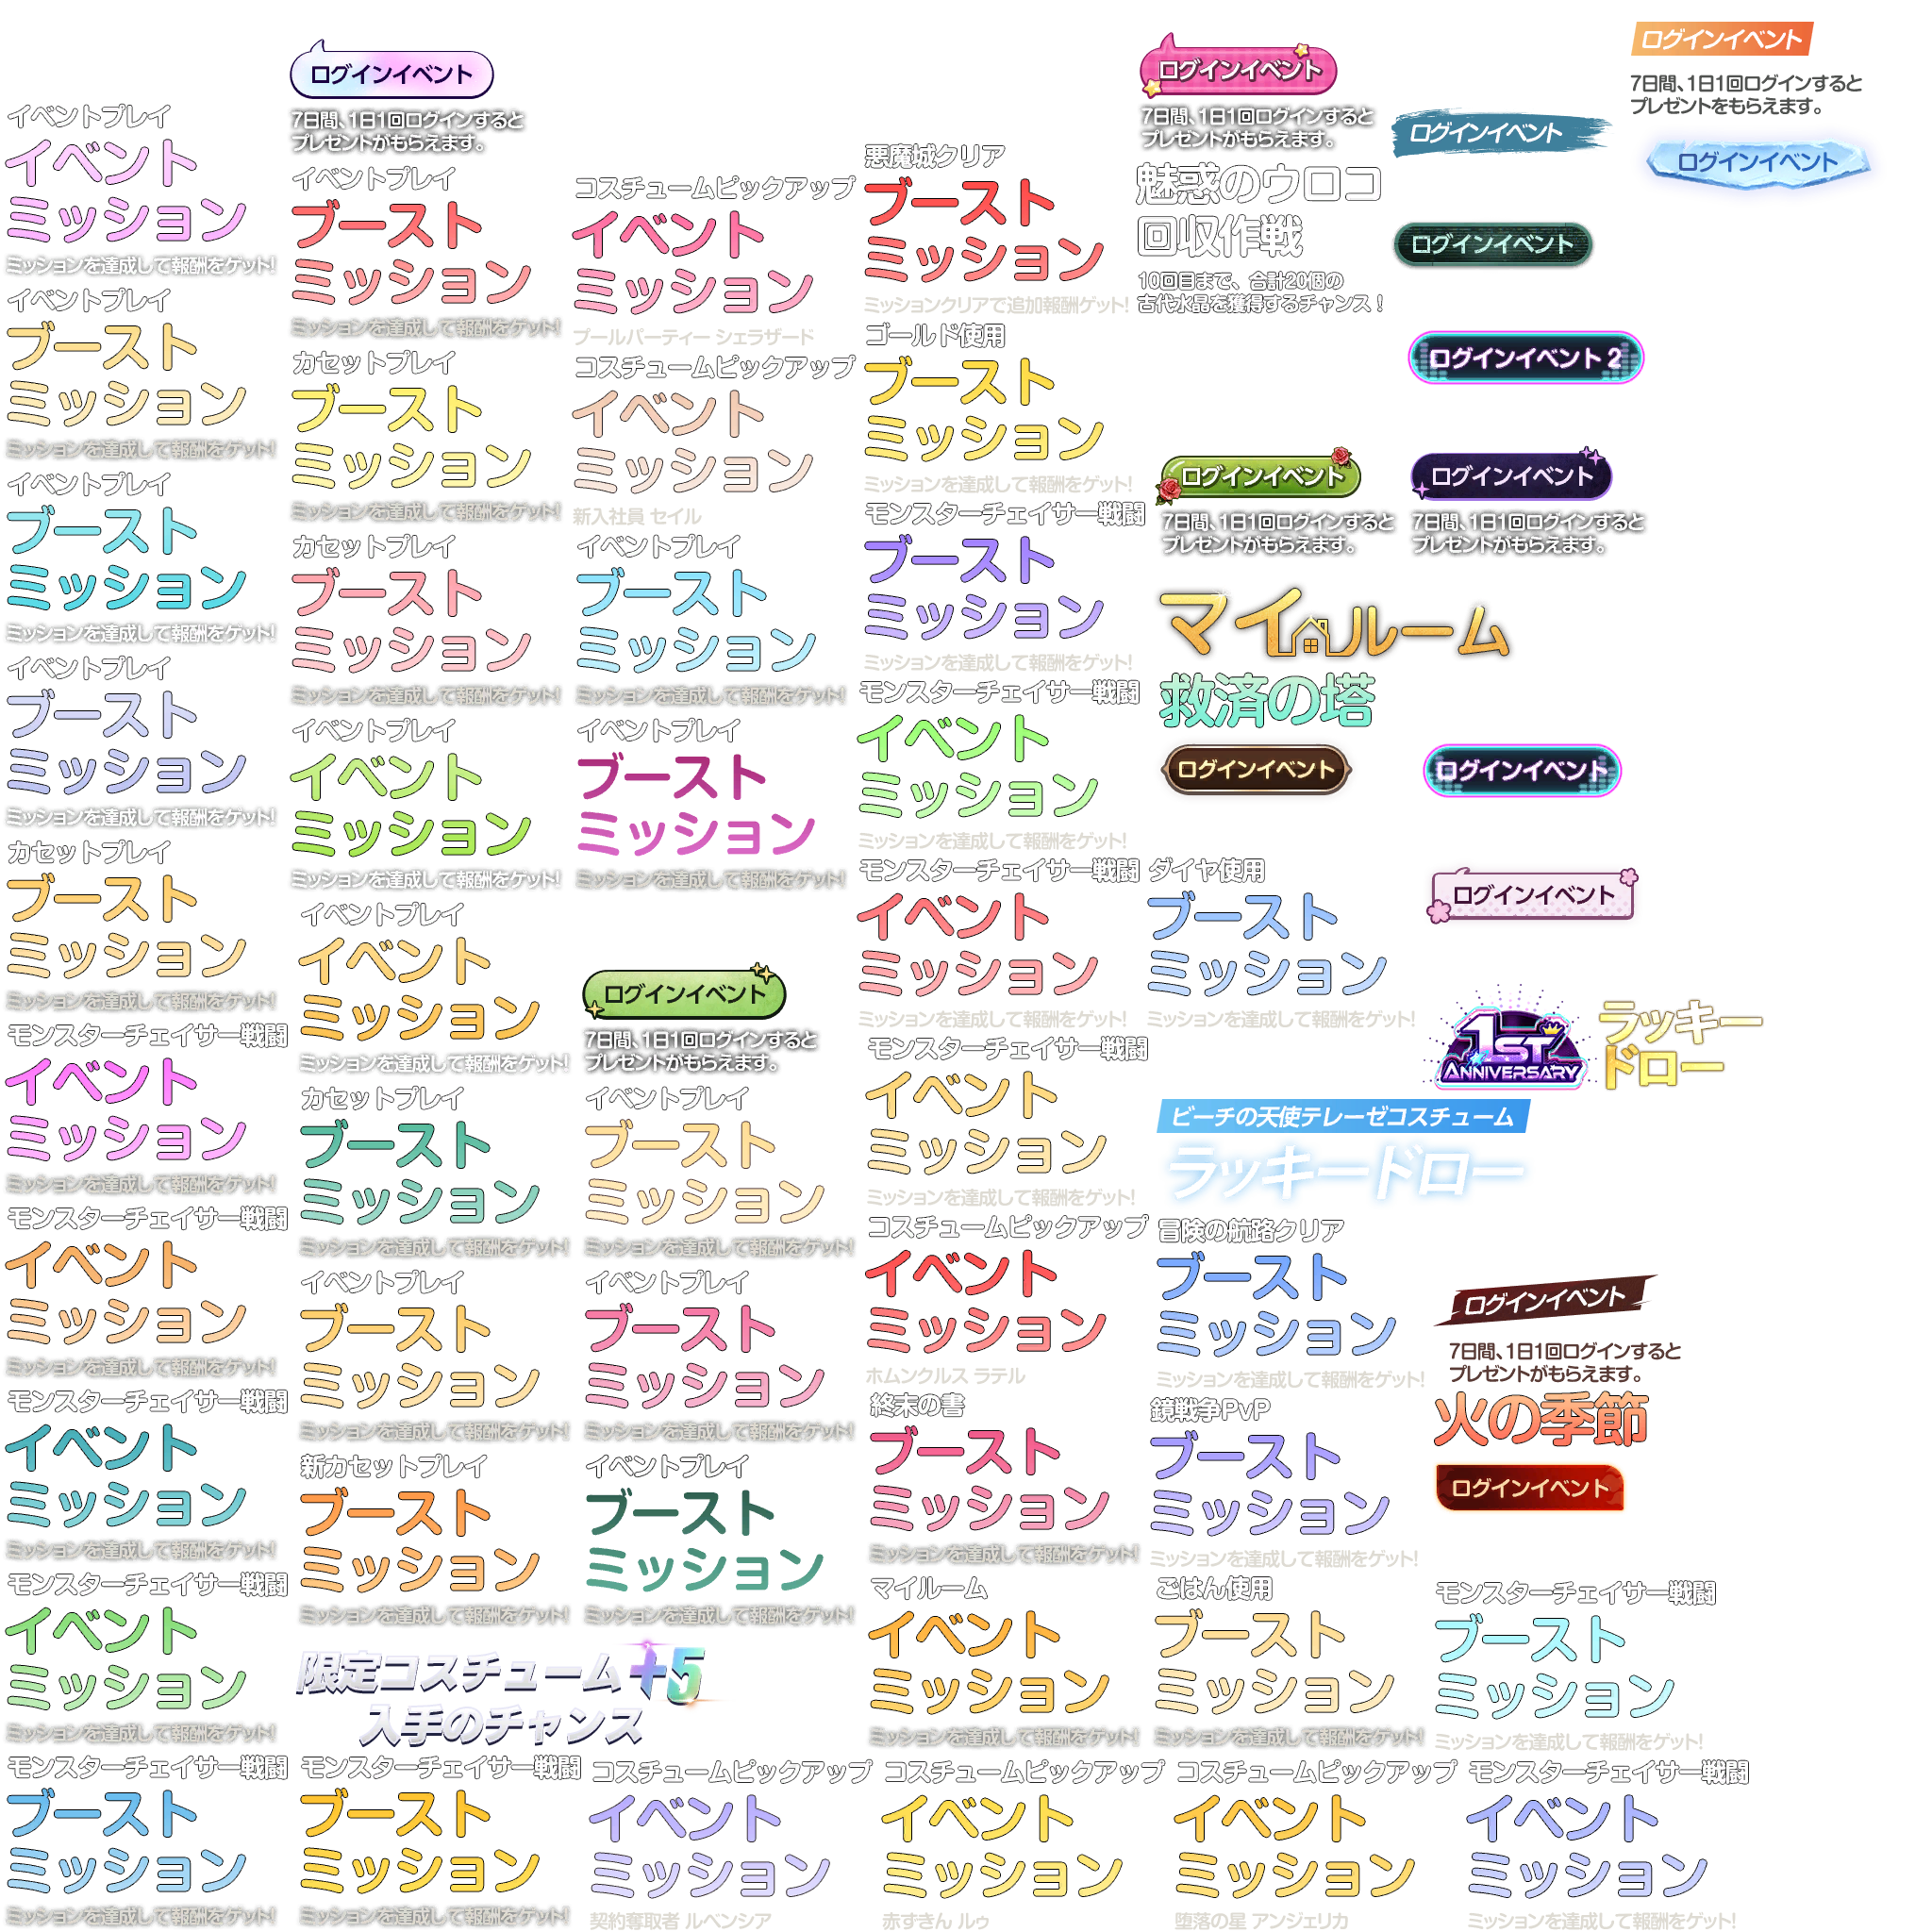 イベントプレイ
イベント
ミッション
ミッションを達成して報酬をゲット!
イベントプレイ
ブースト
ミッション
ミッションを達成して報酬をゲット!
イベントプレイ
ブースト
ミッション
ミッションを達成して報酬をゲット!
イベントプレイ
ブースト
ミッション
ミッションを達成して報酬をゲット!
カセットプレイ
ブースト
ミッション
ミッションを達成して報酬をゲット!
モンスターチェイサー戦闘
イベント
ミッション
ミッションを達成して報酬をゲット!
モンスターチェイサー戦闘
イベント
ミッション
ミッションを達成して報酬をゲット!
モンスターチェイサー戦闘
イベント
ミッション
ミッションを達成して報酬をゲット!
モンスターチェイサー戦闘
イベント
ミッション
ミッションを達成して報酬をゲット!
モンスターチェイサー戦闘
ブースト
ミッション
ミッションを達成して報酬をゲット!
ログインイベント
7日間、1日1回ログインすると
プレゼントがもらえます。
イベントプレイ
ブースト
ミッション
ミッションを達成して報酬をゲット!
カセットプレイ
ブースト
ミッション
ミッションを達成して報酬をゲット!
カセットプレイ
ブースト
ミッション
ミッションを達成して報酬をゲット!
イベントプレイ
イベント
ミッション
ミッションを達成して報酬をゲット!
イベントプレイ
イベント
ミッション
ミッションを達成して報酬をゲット!
カセットプレイ
ブースト
ミッション
ミッションを達成して報酬をゲット!
イベントプレイ
ブースト
ミッション
ミッションを達成して報酬をゲット!
新カセットプレイ
ブースト
ミッション
ミッションを達成して報酬をゲット!
限定コスチューム+5
入手のチャンス
モンスターチェイサー戦闘
ブースト
ミッション
ミッションを達成して報酬をゲット!
コスチュームピックアップ
イベント
ミッション
プールパーティー シェラザード
コスチュームピックアップ
イベント
ミッション
新入社員 セイル
イベントプレイ
ブースト
ミッション
ミッションを達成して報酬をゲット!
イベントプレイ
ブースト
ミッション
ミッションを達成して報酬をゲット!
ログインイベント
7日間、1日1回ログインすると
プレゼントがもらえます。
イベントプレイ
ブースト
ミッション
ミッションを達成して報酬をゲット!
イベントプレイ
ブースト
ミッション
ミッションを達成して報酬をゲット!
イベントプレイ
ブースト
ミッション
ミッションを達成して報酬をゲット!
コスチュームピックアップ
イベント
ミッション
契約奪取者 ルベンシア
悪魔城クリア
ブースト
ミッション
ミッションクリアで追加報酬ゲット!
ゴールド使用
ブースト
ミッション
ミッションを達成して報酬をゲット!
モンスターチェイサー戦闘
ブースト
ミッション
ミッションを達成して報酬をゲット!
モンスターチェイサー戦闘
イベント
ミッション
ミッションを達成して報酬をゲット!
モンスターチェイサー戦闘
イベント
ミッション
ミッションを達成して報酬をゲット!
モンスターチェイサー戦闘
イベント
ミッション
ミッションを達成して報酬をゲット!
コスチュームピックアップ
イベント
ミッション
ホムンクルス ラテル
終末の書
ブースト
ミッション
ミッションを達成して報酬をゲット!
マイルーム
イベント
ミッション
ミッションを達成して報酬をゲット!
コスチュームピックアップ
イベント
ミッション
赤ずきん ルゥ
ログインイベント
7日間、1日1回ログインすると
プレゼントがもらえます。
魅惑のウロコ
回収作戦
10回目まで、合計20個の
古代水晶を獲得するチャンス!
ログインイベント
7日間、1日1回ログインすると
プレゼントがもらえます。
マイルーム
救済の塔
ログインイベント
ダイヤ使用
ブースト
ミッション
ミッションを達成して報酬をゲット!
ビーチの天使テレーゼコスチューム
ラッキードロー
冒険の航路クリア
ブースト
ミッション
ミッションを達成して報酬をゲット!
鏡戦争PvP
ブースト
ミッション
ミッションを達成して報酬をゲット!
ごはん使用
ブースト
ミッション
ミッションを達成して報酬をゲット!
コスチュームピックアップ
イベント
ミッション
堕落の星 アンジェリカ
ログインイベント
ログインイベント
ログインイベント 2
ログインイベント
7日間、1日1回ログインすると
プレゼントがもらえます。
ログインイベント
ログインイベント
1ST
ANNIVERSARY
ラッキー
ドロー
ログインイベント
7日間、1日1回ログインすると
プレゼントがもらえます。
火の季節
ログインイベント
モンスターチェイサー戦闘
ブースト
ミッション
ミッションを達成して報酬をゲット!
モンスターチェイサー戦闘
イベント
ミッション
ミッションを達成して報酬をゲット!
ログインイベント
7日間、1日1回ログインすると
プレゼントをもらえます。
ログインイベント